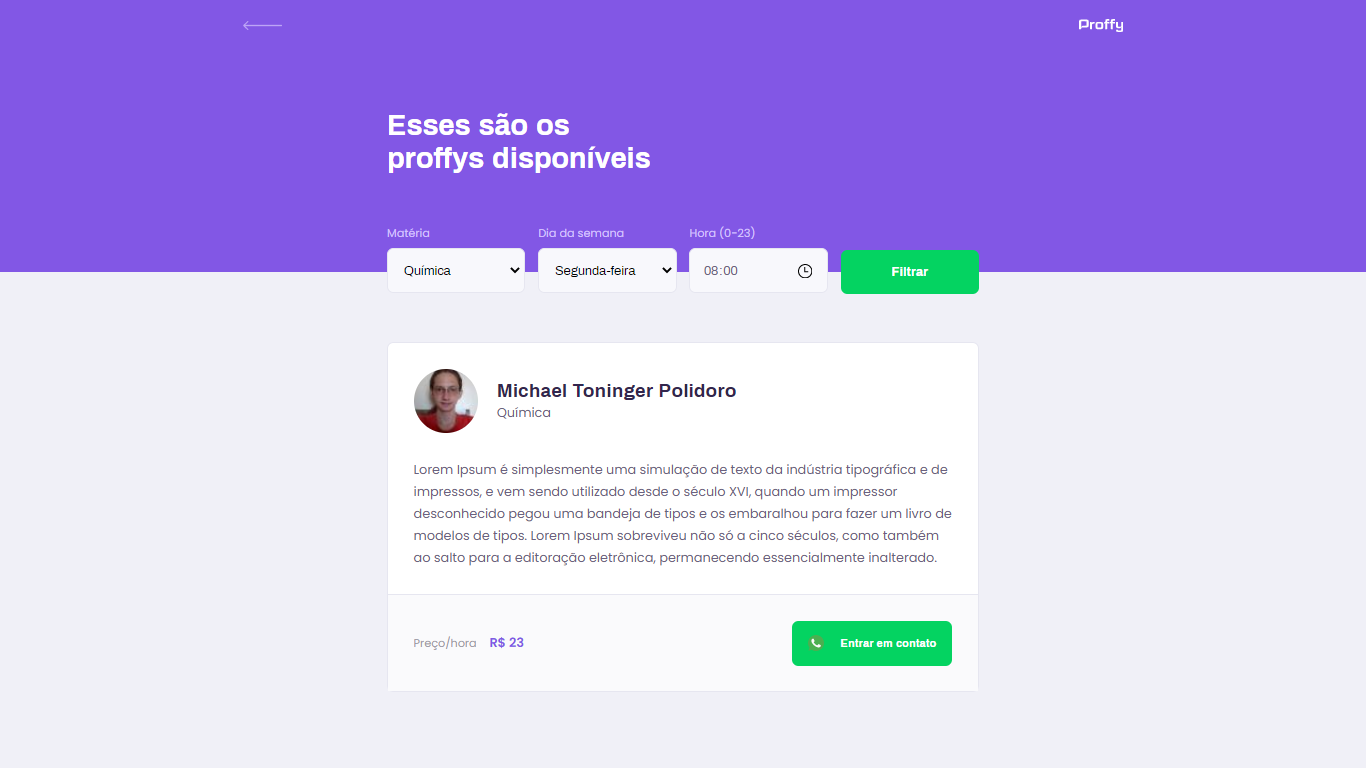 Proffy
Esses são os
proffys disponíveis
Matéria
Dia da semana
Hora (0-23)
Química
Segunda-feira
08:00
Filtrar
Michael Toninger Polidoro
Química
Lorem Ipsum é simplesmente uma simulação de texto da indústria tipográfica e de
impressos, e vem sendo utilizado desde o século XVI, quando um impressor
desconhecido pegou uma bandeja de tipos e os embaralhou para fazer um livro de
modelos de tipos. Lorem Ipsum sobreviveu não só a cinco séculos, como também
ao salto para a editoração eletrônica, permanecendo essencialmente inalterado.
Preço/hora R$ 23
Entrar em contato